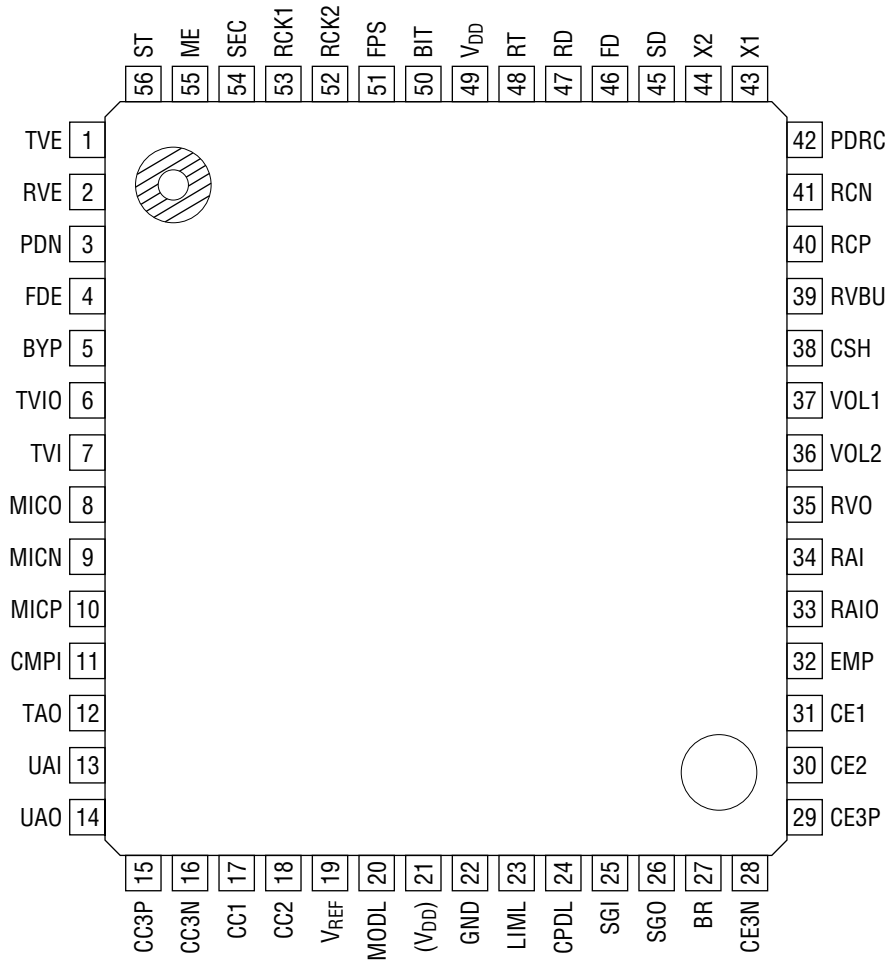 ST ME SEC RCK1 RCK2 FPS BIT VDD RT RD FD SD X2 X1
56 55 54 53 52 51 50 49 48 47 46 45 44 43
TVE 1 42 PDRC
RVE 2 41 RCN
PDN 3 40 RCP
FDE 4 39 RVBU
BYP 5 38 CSH
TVIO 6 37 VOL1
TVI 7 36 VOL2
MICO 8 35 RVO
MICN 9 34 RAI
MICP 10 33 RAIO
CMPI 11 32 EMP
TAO 12 31 CE1
UAI 13 30 CE2
UAO 14 29 CE3P
15 16 17 18 19 20 21 22 23 24 25 26 27 28
CC3P CC3N CC1 CC2 VREF MODL (VDD) GND LIML CPDL SGI SGO BR CE3N